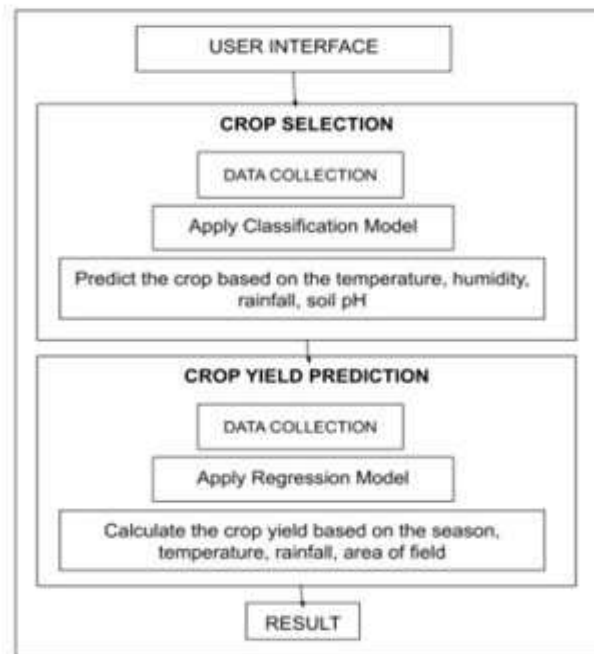 USER INTERFACE
CROP SELECTION
DATA COLLECTION
Apply Classification Model
Predict the crop based on the temperature, humidity,
rainfall, soil pH
CROP YIELD PREDICTION
DATA COLLECTION
Apply Regression Model
Calculate the crop yield based on the season,
temperature, rainfall, area of field
RESULT